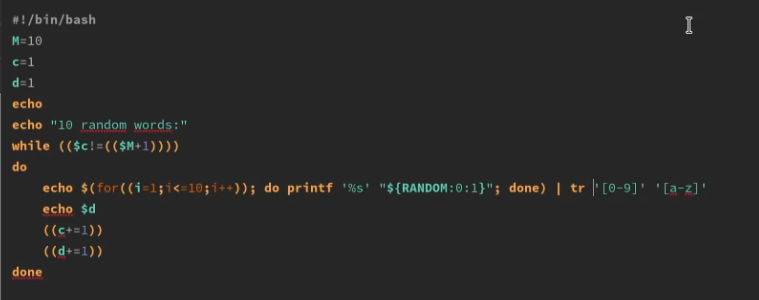 #!/bin/bash
M=10
c=1
d=1
echo
echo "10 random words:"
while (($c!=(($M+1))))
do
    echo $(for((i=1;i<=10;i++)); do printf '%s' "${RANDOM:0:1}"; done) | tr '[0-9]' '[a-z]'
    echo $d
    ((c+=1))
    ((d+=1))
done